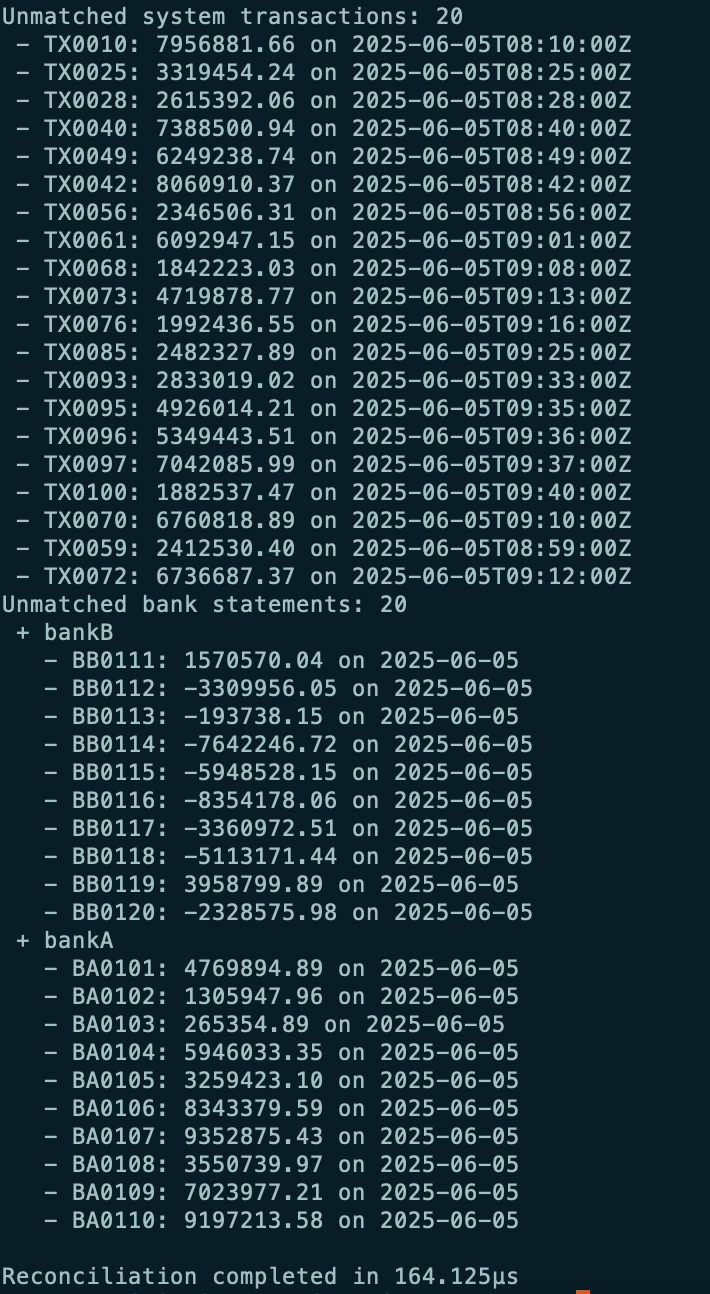 Unmatched system transactions: 20
 - TX0010: 7956881.66 on 2025-06-05T08:10:00Z
 - TX0025: 3319454.24 on 2025-06-05T08:25:00Z
 - TX0028: 2615392.06 on 2025-06-05T08:28:00Z
 - TX0040: 7388500.94 on 2025-06-05T08:40:00Z
 - TX0049: 6249238.74 on 2025-06-05T08:49:00Z
 - TX0042: 8060910.37 on 2025-06-05T08:42:00Z
 - TX0056: 2346506.31 on 2025-06-05T08:56:00Z
 - TX0061: 6092947.15 on 2025-06-05T09:01:00Z
 - TX0068: 1842223.03 on 2025-06-05T09:08:00Z
 - TX0073: 4719878.77 on 2025-06-05T09:13:00Z
 - TX0076: 1992436.55 on 2025-06-05T09:16:00Z
 - TX0085: 2482327.89 on 2025-06-05T09:25:00Z
 - TX0093: 2833019.02 on 2025-06-05T09:33:00Z
 - TX0095: 4926014.21 on 2025-06-05T09:35:00Z
 - TX0096: 5349443.51 on 2025-06-05T09:36:00Z
 - TX0097: 7042085.99 on 2025-06-05T09:37:00Z
 - TX0100: 1882537.47 on 2025-06-05T09:40:00Z
 - TX0070: 6760818.89 on 2025-06-05T09:10:00Z
 - TX0059: 2412530.40 on 2025-06-05T08:59:00Z
 - TX0072: 6736687.37 on 2025-06-05T09:12:00Z
Unmatched bank statements: 20
 + bankB
   - BB0111: 1570570.04 on 2025-06-05
   - BB0112: -3309956.05 on 2025-06-05
   - BB0113: -193738.15 on 2025-06-05
   - BB0114: -7642246.72 on 2025-06-05
   - BB0115: -5948528.15 on 2025-06-05
   - BB0116: -8354178.06 on 2025-06-05
   - BB0117: -3360972.51 on 2025-06-05
   - BB0118: -5113171.44 on 2025-06-05
   - BB0119: 3958799.89 on 2025-06-05
   - BB0120: -2328575.98 on 2025-06-05
 + bankA
   - BA0101: 4769894.89 on 2025-06-05
   - BA0102: 1305947.96 on 2025-06-05
   - BA0103: 265354.89 on 2025-06-05
   - BA0104: 5946033.35 on 2025-06-05
   - BA0105: 3259423.10 on 2025-06-05
   - BA0106: 8343379.59 on 2025-06-05
   - BA0107: 9352875.43 on 2025-06-05
   - BA0108: 3550739.97 on 2025-06-05
   - BA0109: 7023977.21 on 2025-06-05
   - BA0110: 9197213.58 on 2025-06-05

Reconciliation completed in 164.125µs